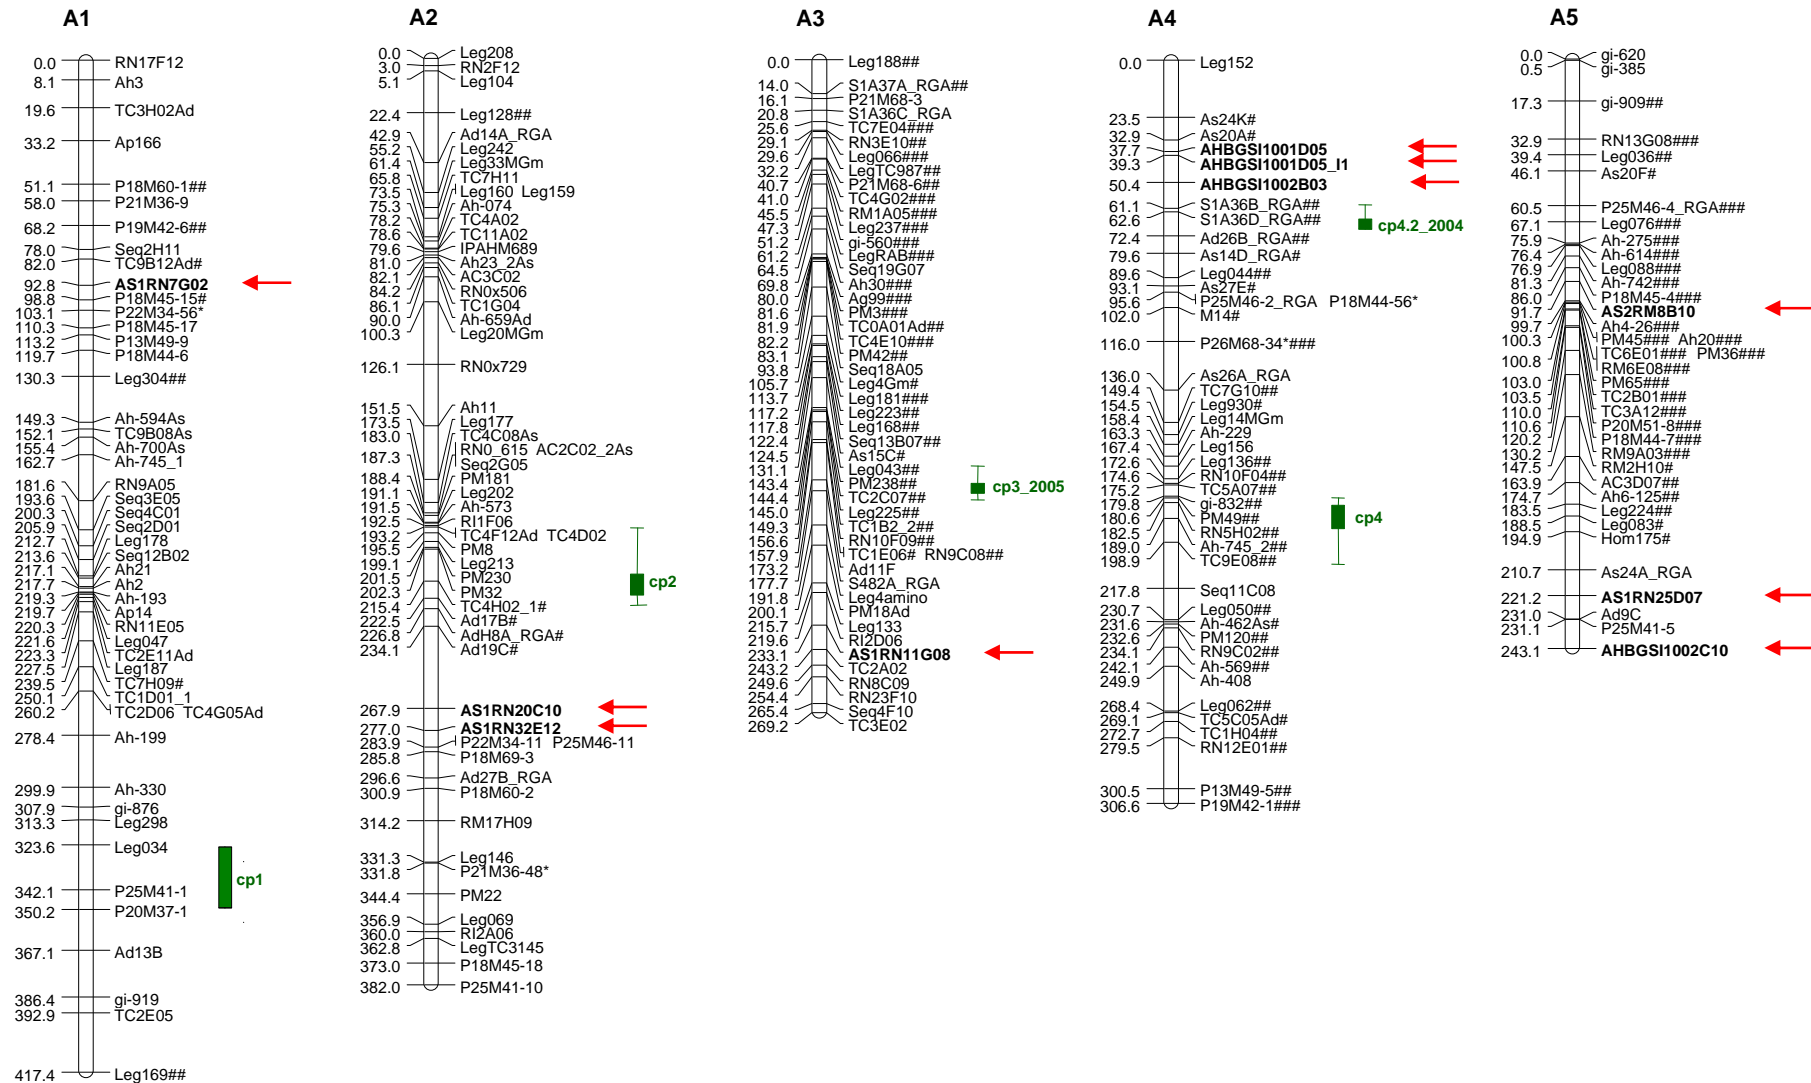 A1
0.0 RN17F12
8.1 Ah3
19.6 TC3H02Ad
33.2 Ap166
51.1 P18M60-1##
58.0 P21M36-9
68.2 P19M42-6##
78.0 Seq2H11
82.0 TC9B12Ad#
92.8 AS1RN7G02
98.8 P18M45-15#
103.1 P22M34-56*
110.3 P18M45-17
113.2 P13M49-9
119.7 P18M44-6
130.3 Leg304##
149.3 Ah-594As
152.1 TC9B08As
155.4 Ah-700As
162.7 Ah-745_1
181.6 RN9A05
193.6 Seq3E05
200.3 Seq4C01
205.9 Seq2D01
212.7 Leg178
213.6 Seq12B02
217.1 Ah21
217.7 Ah2
219.3 Ah-193
219.7 Ap14
220.3 RN11E05
221.6 Leg047
223.3 TC2E11Ad
227.5 Leg187
239.5 TC7H09#
250.1 TC1D01_1
260.2 TC2D06 TC4G05Ad
278.4 Ah-199
299.9 Ah-330
307.9 gi-876
313.3 Leg298
323.6 Leg034
cp1
342.1 P25M41-1
350.2 P20M37-1
367.1 Ad13B
386.4 gi-919
392.9 TC2E05
417.4 Leg169##
A2
0.0 Leg208
3.0 RN2F12
5.1 Leg104
22.4 Leg128##
42.9 Ad14A_RGA
55.2 Leg242
61.4 Leg33MGm
65.8 TC7H11
73.5 Leg160 Leg159
75.3 Ah-074
78.2 TC4A02
78.6 TC11A02
79.6 IPAHM689
81.0 Ah23_2As
82.1 AC3C02
84.2 RN0x506
86.1 TC1G04
90.0 Ah-659Ad
100.3 Leg20MGm
126.1 RN0x729
151.5 Ah11
173.5 Leg177
183.0 TC4C08As
187.3 RN0_615 AC2C02_2As
Seq2G05
188.4 PM181
191.1 Leg202
191.5 Ah-573
192.5 RI1F06
193.2 TC4F12Ad TC4D02
195.5 PM8
199.1 Leg213
201.5 PM230
cp2
202.3 PM32
215.4 TC4H02_1#
222.5 Ad17B#
226.8 AdH8A_RGA#
234.1 Ad19C#
267.9 AS1RN20C10
277.0 AS1RN32E12
283.9 P22M34-11 P25M46-11
285.8 P18M69-3
296.6 Ad27B_RGA
300.9 P18M60-2
314.2 RM17H09
331.3 Leg146
331.8 P21M36-48*
344.4 PM22
356.9 Leg069
360.0 RI2A06
362.8 LegTC3145
373.0 P18M45-18
382.0 P25M41-10
A3
0.0 Leg188##
14.0 S1A37A_RGA##
16.1 P21M68-3
20.8 S1A36C_RGA
25.6 TC7E04###
29.1 RN3E10##
29.6 Leg066###
32.2 LegTC987##
40.7 P21M68-6##
41.0 TC4G02###
45.5 RM1A05###
47.3 Leg237###
51.2 gi-560###
61.2 LegRAB###
64.5 Seq19G07
69.4 Ah30###
80.0 Ag99###
81.6 PM3###
81.9 TC0A01Ad##
82.2 TC4E10###
83.1 PM42##
93.8 Seq18A05
105.7 Leg4Gm#
113.7 Leg181###
117.2 Leg223##
117.8 Leg168##
122.4 Seq13B07##
124.5 As15C#
131.1 Leg043##
143.4 PM238##
cp3_2005
144.4 TC2C07##
145.0 Leg225##
149.3 TC1B2_2##
156.6 RN10F09##
157.9 TC1E06# RN9C08##
173.2 Ad11F
177.7 S482A_RGA
191.8 Leg4amino
200.1 PM18Ad
215.7 Leg133
219.6 RI2D06
233.1 AS1RN11G08
243.2 TC2A02
249.6 RN8C09
254.4 RN23F10
265.4 Seq4F10
269.2 TC3E02
A4
0.0 Leg152
23.5 As24K#
32.9 As20A#
37.7 AHBGSI1001D05
39.3 AHBGSI1001D05_I1
50.4 AHBGSI1002B03
61.1 S1A36B_RGA##
62.6 S1A36D_RGA##
cp4.2_2004
72.4 Ad26B_RGA##
79.6 As14D_RGA#
89.6 Leg044##
93.1 As27E#
95.6 P25M46-2_RGA P18M44-56*
102.0 M14#
116.0 P26M68-34*###
136.0 As26A_RGA
149.4 TC7G10##
154.5 Leg930#
158.4 Leg14MGm
163.3 Ah-229
167.4 Leg156
172.6 Leg136##
174.6 RN10F04##
175.2 TC5A07##
179.8 gi-832##
180.6 PM49##
cp4
182.5 RN5H02##
189.0 Ah-745_2##
198.9 TC9E08##
217.8 Seq11C08
230.7 Leg050##
231.6 Ah-462As#
232.6 PM120##
234.1 RN9C02##
242.1 Ah-569##
249.9 Ah-408
268.4 Leg062##
269.1 TC5C05Ad#
272.7 TC1H04##
279.5 RN12E01##
300.5 P13M49-5##
306.6 P19M42-1###
A5
0.0 gi-620
0.5 gi-385
17.3 gi-909##
32.9 RN13G08###
39.4 Leg036##
46.1 As20F#
60.5 P25M46-4_RGA###
67.1 Leg076###
75.9 Ah-275###
76.4 Ah-614###
76.9 Leg088###
81.3 Ah-742###
86.0 P18M45-4###
91.7 AS2RM8B10
99.7 Ah4-26###
100.3 PM45### Ah20###
100.8 TC6E01### PM36###
RM6E08###
103.0 PM65###
103.5 TC2B01###
110.0 TC3A12###
110.6 P20M51-8###
120.2 P18M44-7###
130.2 RM9A03###
147.5 RM2H10#
163.9 AC3D07##
174.7 Ah6-125##
183.5 Leg224##
188.5 Leg083#
194.9 Hom175#
210.7 As24A_RGA
221.2 AS1RN25D07
231.0 Ad9C
231.1 P25M41-5
243.1 AHBGSI1002C10